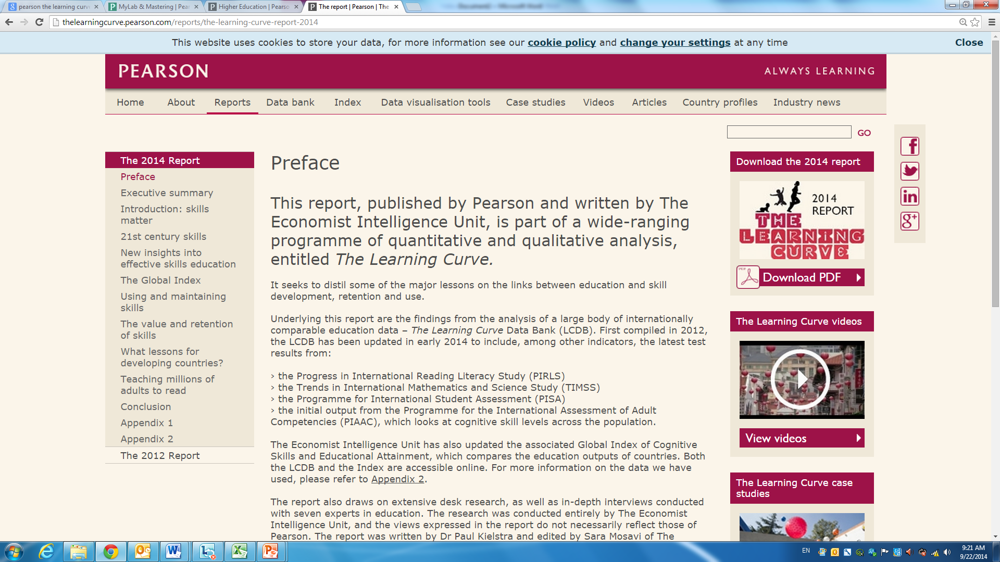 pearson the learning curve
MyLab & Mastering | Pear
Higher Education | Pearso
The report | Pearson | The
thelearningcurve.pearson.com/reports/the-learning-curve-report-2014
This website uses cookies to store your data, for more information see our cookie policy and change your settings at any time
Close
PEARSON
ALWAYS LEARNING
Home About Reports Data bank Index Data visualisation tools Case studies Videos Articles Country profiles Industry news
GO
The 2014 Report
Preface
Executive summary
Introduction: skills
matter
21st century skills
New insights into
effective skills education
The Global Index
Using and maintaining
skills
The value and retention
of skills
What lessons for
developing countries?
Teaching millions of
adults to read
Conclusion
Appendix 1
Appendix 2
The 2012 Report
Preface
This report, published by Pearson and written by The
Economist Intelligence Unit, is part of a wide-ranging
programme of quantitative and qualitative analysis,
entitled The Learning Curve.
It seeks to distil some of the major lessons on the links between education and skill
development, retention and use.
Underlying this report are the findings from the analysis of a large body of internationally
comparable education data – The Learning Curve Data Bank (LCDB). First compiled in 2012,
the LCDB has been updated in early 2014 to include, among other indicators, the latest test
results from:
› the Progress in International Reading Literacy Study (PIRLS)
› the Trends in International Mathematics and Science Study (TIMSS)
› the Programme for International Student Assessment (PISA)
› the initial output from the Programme for the International Assessment of Adult
Competencies (PIAAC), which looks at cognitive skill levels across the population.
The Economist Intelligence Unit has also updated the associated Global Index of Cognitive
Skills and Educational Attainment, which compares the education outputs of countries. Both
the LCDB and the Index are accessible online. For more information on the data we have
used, please refer to Appendix 2.
The report also draws on extensive desk research, as well as in-depth interviews conducted
with seven experts in education. The research was conducted entirely by The Economist
Intelligence Unit, and the views expressed in the report do not necessarily reflect those of
Pearson. The report was written by Dr Paul Kielstra and edited by Sara Mosavi of The
Download the 2014 report
2014
REPORT
THE
LEARNING
CURVE
Download PDF
The Learning Curve videos
View videos
The Learning Curve case
studies
EN
9:21 AM
9/22/2014